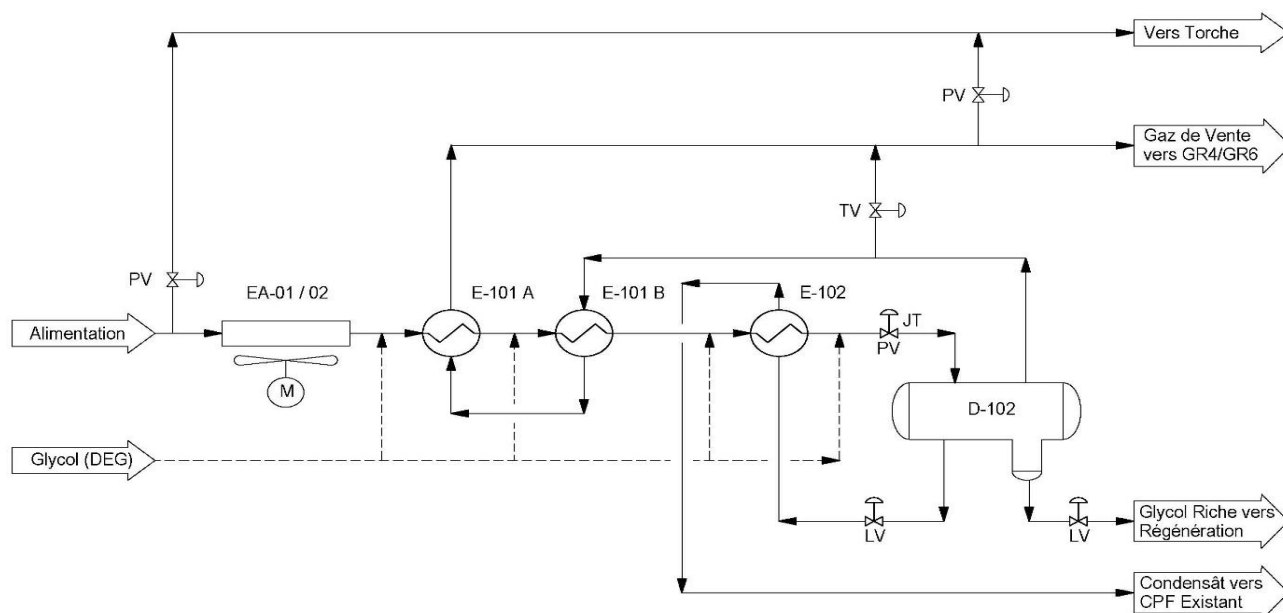 Vers Torche
PV
Gaz de Vente
vers GR4/GR6
TV
PV
EA-01 / 02
E-101 A
E-101 B
E-102
Alimentation
JT
PV
M
D-102
Glycol (DEG)
LV
LV
Glycol Riche vers
Régénération
Condensât vers
CPF Existant